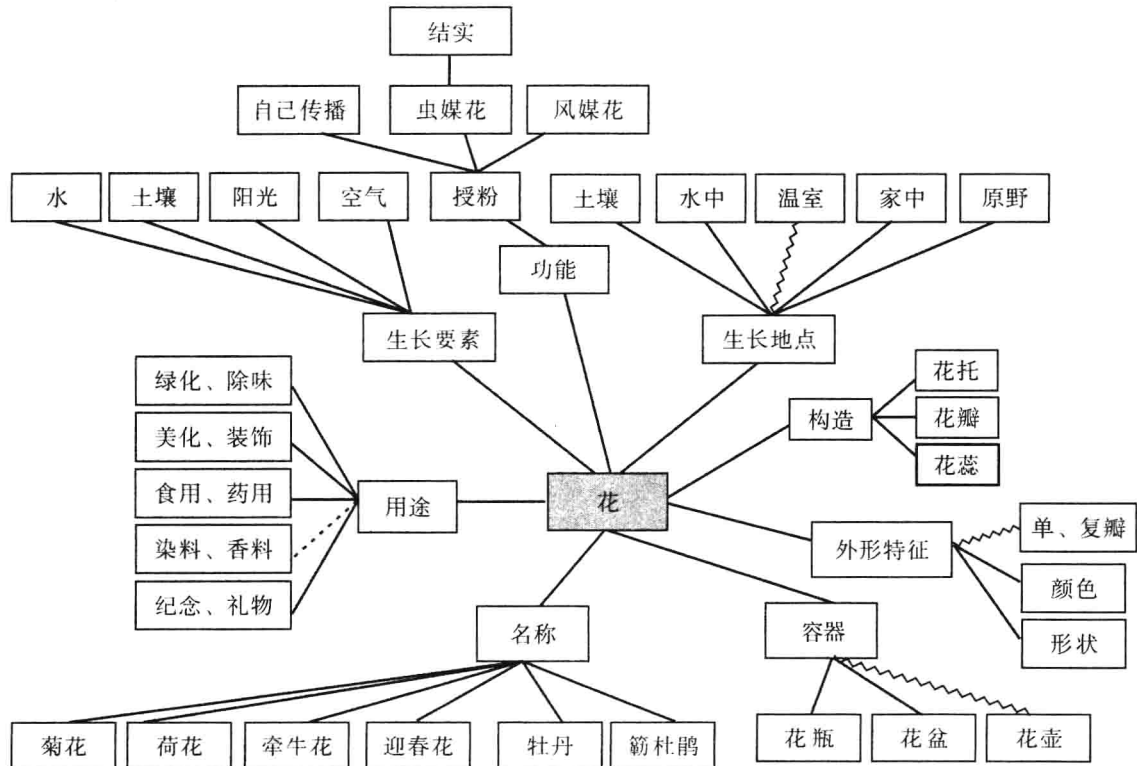 结实
自己传播
虫媒花
风媒花
水
土壤
阳光
空气
授粉
土壤
水中
温室
家中
原野
功能
生长要素
生长地点
绿化、除味
美化、装饰
食用、药用
染料、香料
纪念、礼物
用途
花
构造
花托
花瓣
花蕊
外形特征
单、复瓣
颜色
形状
名称
容器
菊花
荷花
牵牛花
迎春花
牡丹
簕杜鹃
花瓶
花盆
花壶